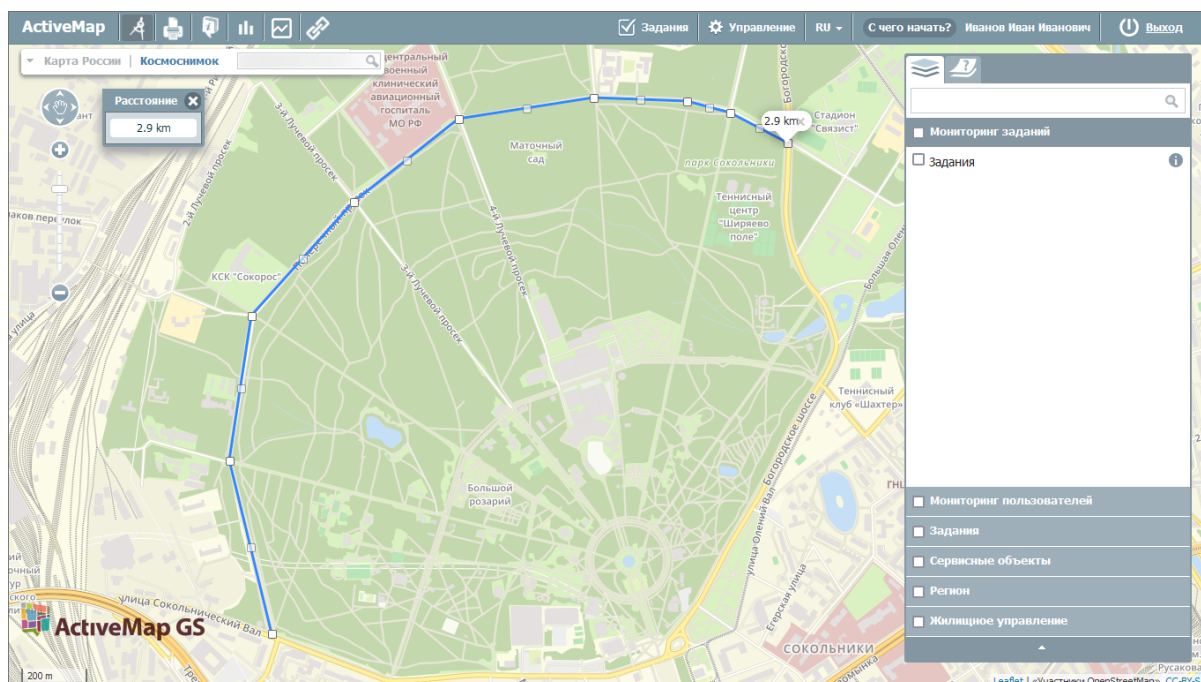 ActiveMap
Задания
Управление
RU
С чего начать?
Иванов Иван Иванович
Выход
Карта России | Космоснимок
Расстояние
2.9 km
Центральный
военный
клинический
авиационный
госпиталь
МО РФ
3-й Лучевой просек
2-й Лучевой просек
Маточный
сад
2.9 km
Стадион
"Связист"
парк Сокольники
Теннисный
центр
"Ширяево
поле"
4-й Лучевой просек
КСК "Сокорос"
3-й Лучевой просек
Теннисный
клуб «Шахтер»
Богородское шоссе
Большой
розарий
улица Олений Вал
Егерская улица
улица Сокольнический Вал
СОКОЛЬНИКИ
ActiveMap GS
200 m
Мониторинг заданий
Задания
Мониторинг пользователей
Задания
Сервисные объекты
Регион
Жилищное управление
Leaflet | «Участники OpenStreetMap», CC-BY-S